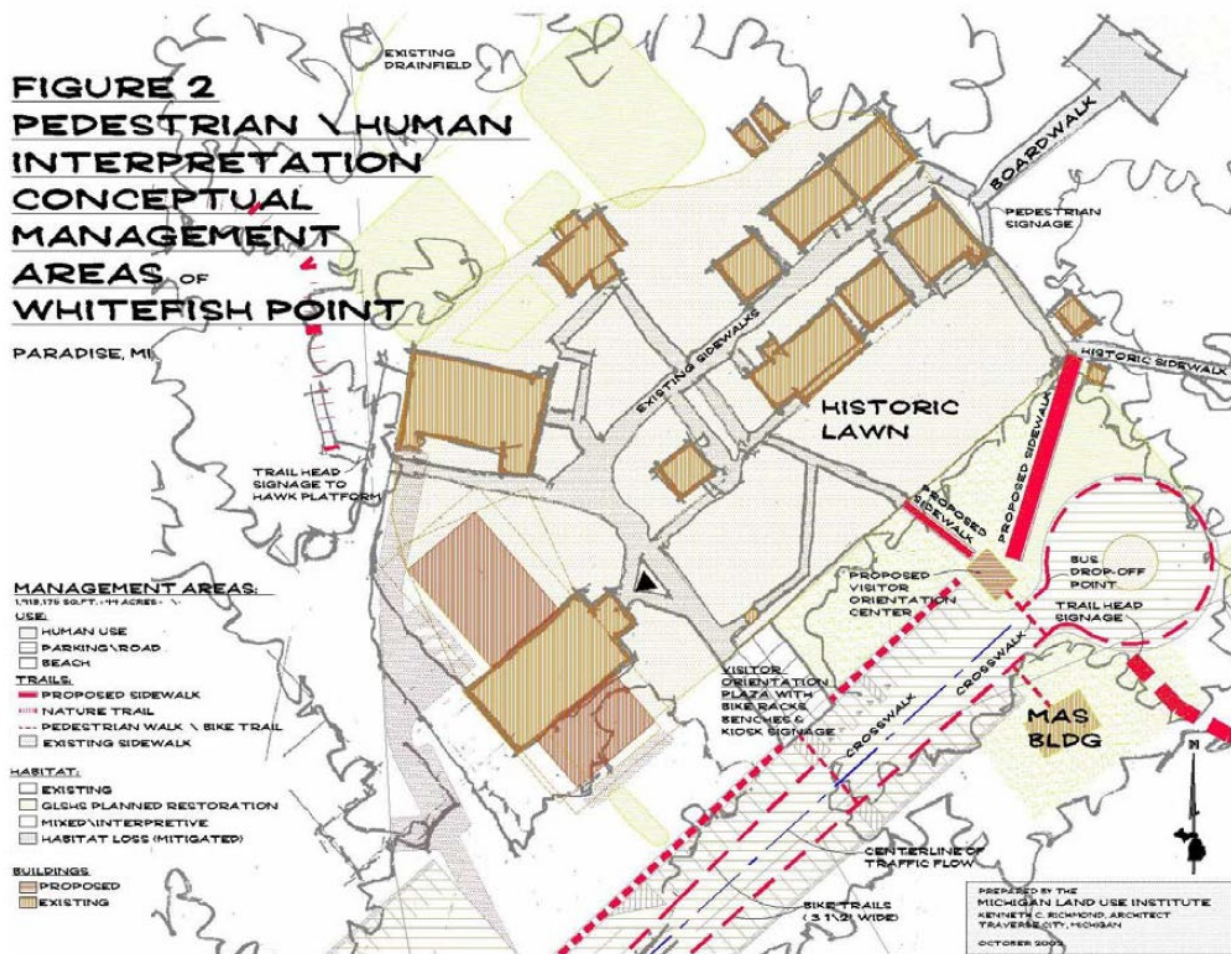 FIGURE 2
PEDESTRIAN \ HUMAN
INTERPRETATION
CONCEPTUAL
MANAGEMENT
AREAS OF
WHITEFISH POINT
PARADISE, MI
EXISTING
DRAINFIELD
BOARDWALK
PEDESTRIAN
SIGNAGE
EXISTING SIDEWALKS
HISTORIC SIDEWALK
HISTORIC
LAWN
PROPOSED SIDEWALK
PROPOSED
SIDEWALK
TRAIL HEAD
SIGNAGE TO
HAWK PLATFORM
PROPOSED
VISITOR
ORIENTATION
CENTER
BUS
DROP-OFF
POINT
TRAIL HEAD
SIGNAGE
VISITOR
ORIENTATION
PLAZA WITH
BIKE RACKS,
BENCHES &
KIOSK SIGNAGE
CROSSWALK
CROSSWALK
MAS
BLDG
N
CENTERLINE OF
TRAFFIC FLOW
BIKE TRAILS
( 3 1\2' WIDE)
MANAGEMENT AREAS:
USE:
HUMAN USE
PARKING\ROAD
BEACH
TRAILS:
PROPOSED SIDEWALK
NATURE TRAIL
PEDESTRIAN WALK \ BIKE TRAIL
EXISTING SIDEWALK
HABITAT:
EXISTING
GLSHS PLANNED RESTORATION
MIXED\INTERPRETIVE
HABITAT LOSS (MITIGATED)
BUILDINGS
PROPOSED
EXISTING
PREPARED BY THE
MICHIGAN LAND USE INSTITUTE
KENNETH C. RICHMOND, ARCHITECT
TRAVERSE CITY, MICHIGAN
OCTOBER